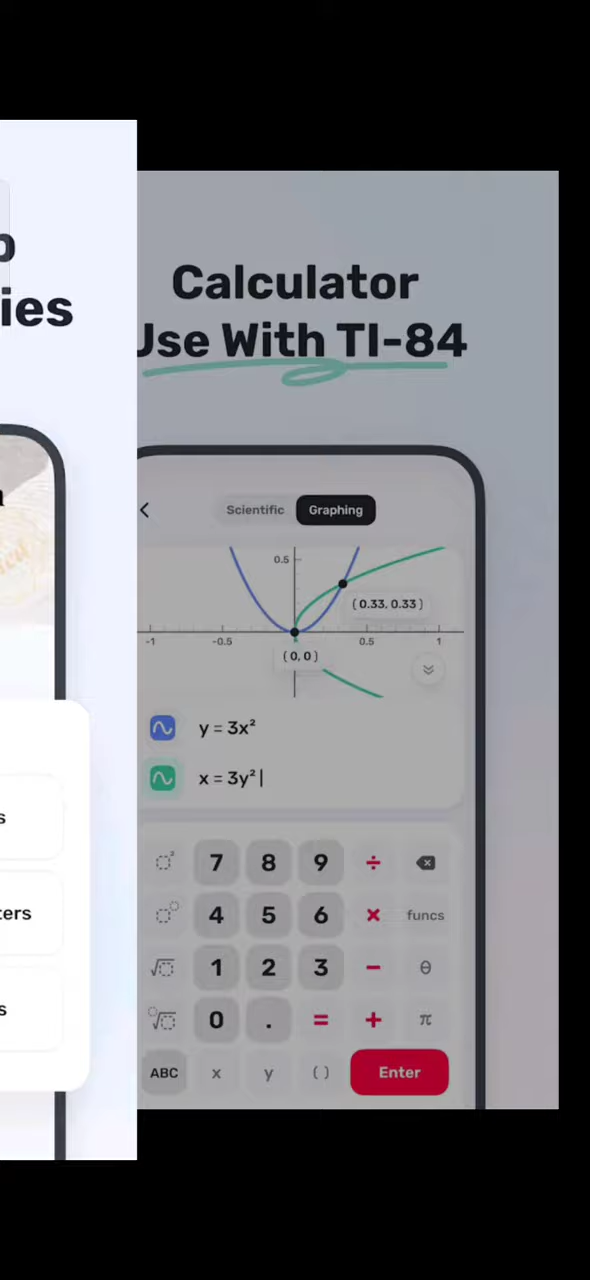 ies
ters
Calculator
Use With TI-84
Scientific
Graphing
0.5
(0.33, 0.33)
-1
-0.5
0.5
1
(0, 0)
y = 3x²
x = 3y²
7 8 9 ÷
4 5 6 × funcs
1 2 3 − θ
0 . = + π
ABC x y ( ) Enter